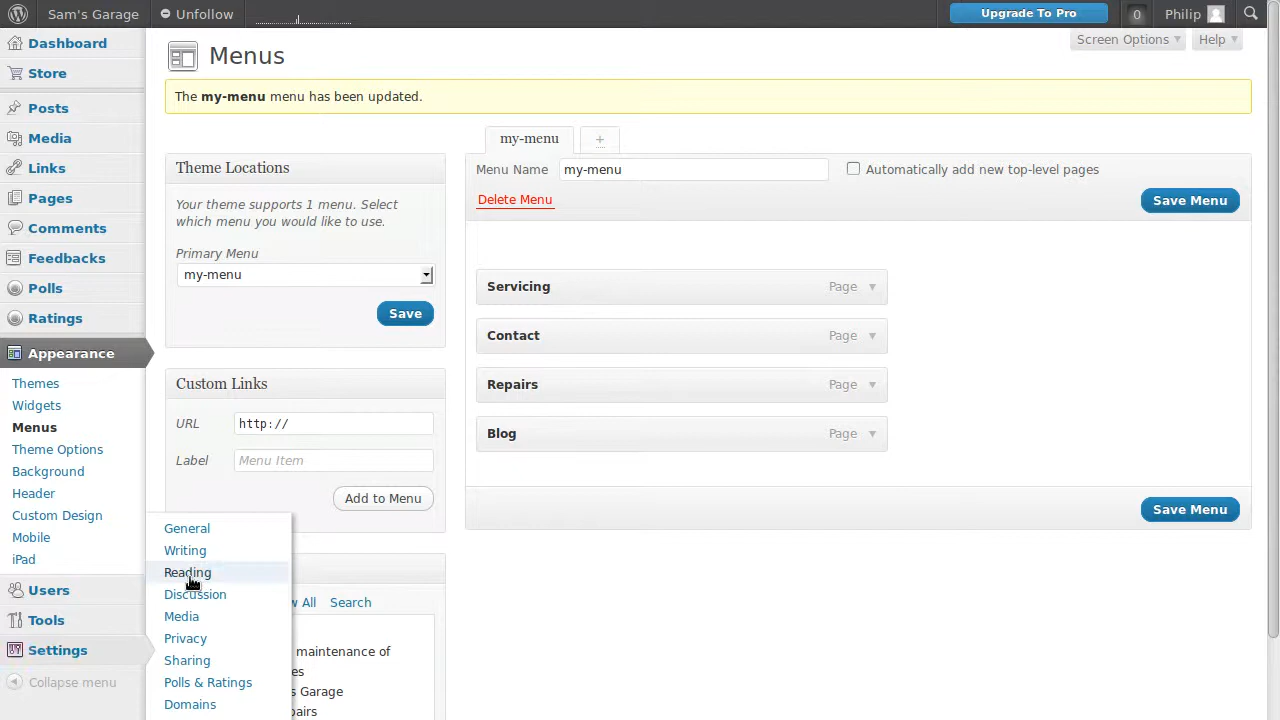 Sam's Garage
Unfollow
Upgrade To Pro
0
Philip
Dashboard
Store
Posts
Media
Links
Pages
Comments
Feedbacks
Polls
Ratings
Appearance
Themes
Widgets
Menus
Theme Options
Background
Header
Custom Design
Mobile
iPad
Users
Tools
Settings
Collapse menu
General
Writing
Reading
Discussion
Media
Privacy
Sharing
Polls & Ratings
Domains
Menus
Screen Options
Help
The my-menu menu has been updated.
Theme Locations
Your theme supports 1 menu. Select
which menu you would like to use.
Primary Menu
my-menu
Save
Custom Links
URL http://
Label Menu Item
Add to Menu
All Search
maintenance of
Garage
my-menu +
Menu Name my-menu
Automatically add new top-level pages
Delete Menu
Save Menu
Servicing Page
Contact Page
Repairs Page
Blog Page
Save Menu